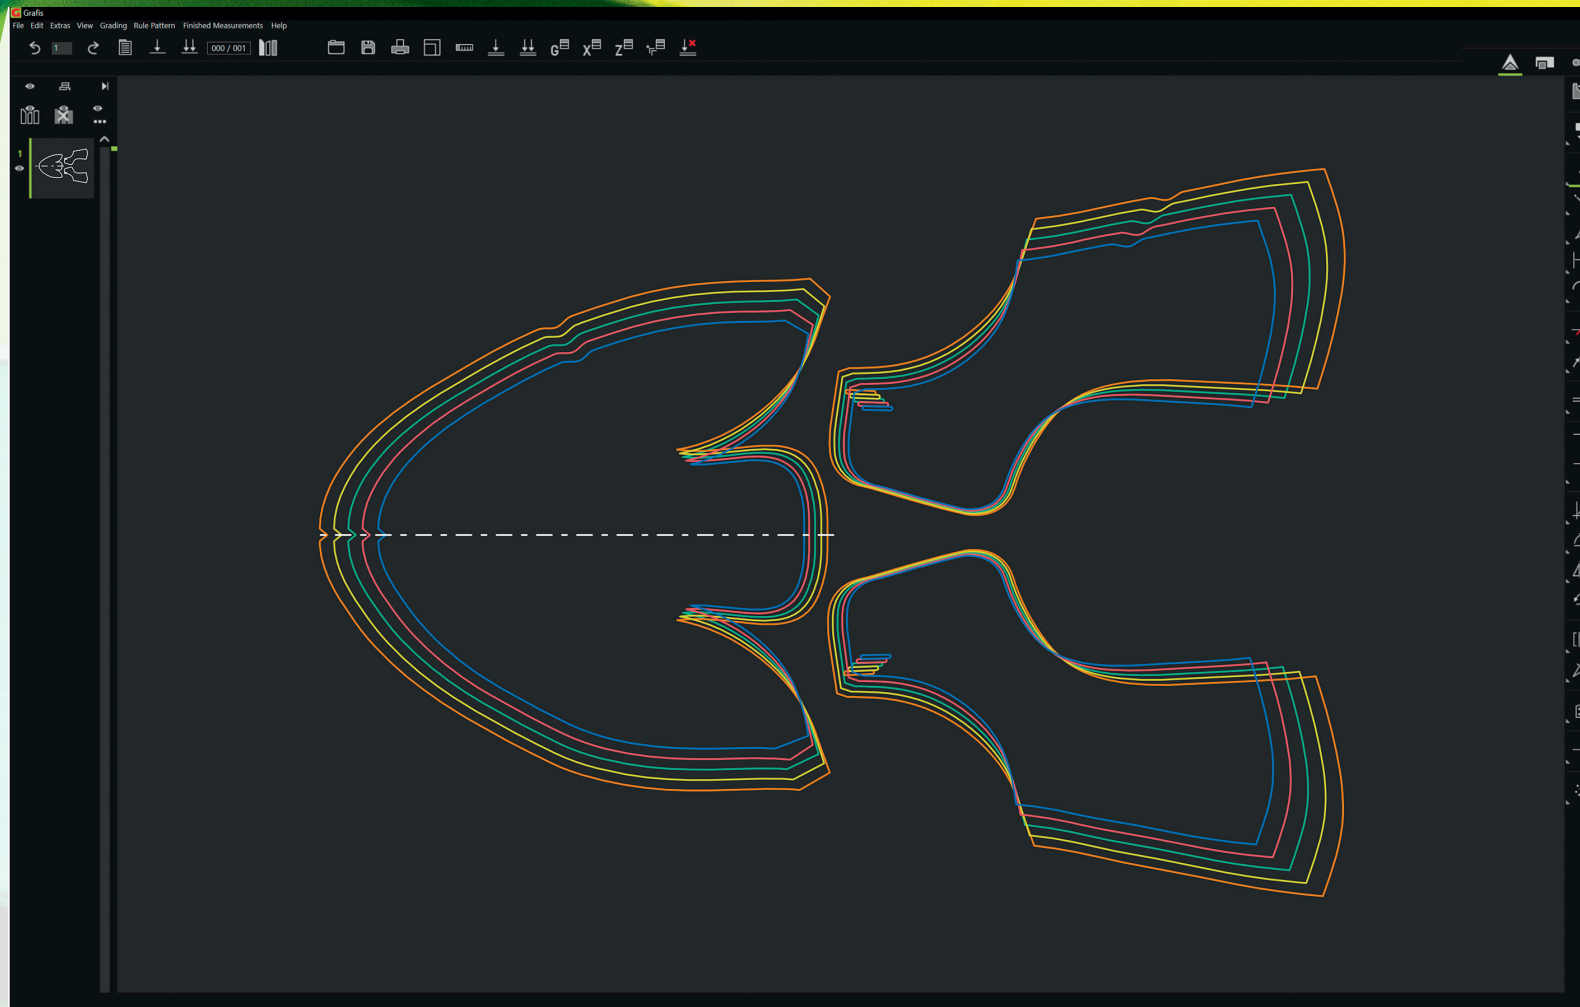 Grafis
File Edit Extras View Grading Rule Pattern Finished Measurements Help
1 000 / 001 G X Z
1